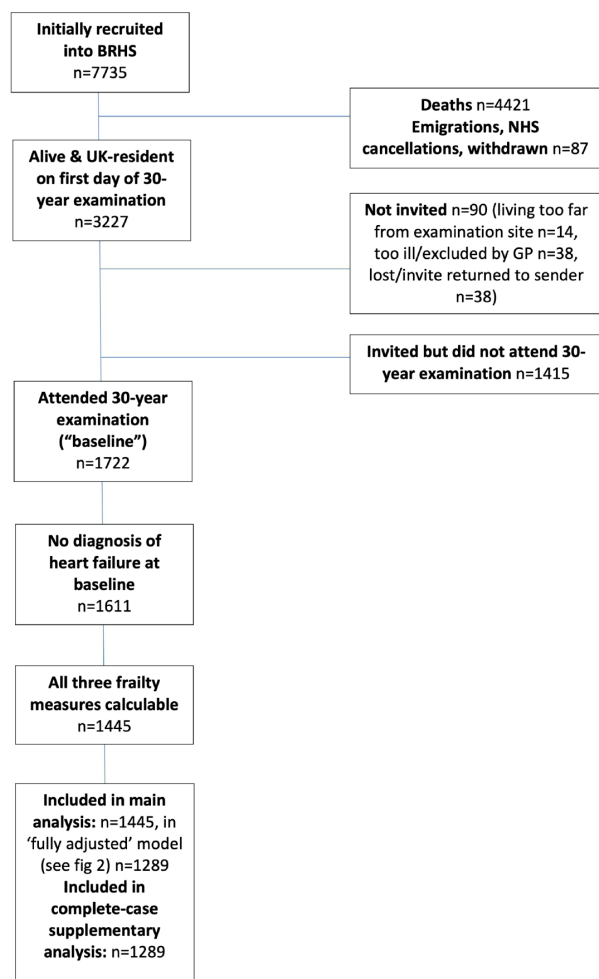 Initially recruited
into BRHS
n=7735
Deaths n=4421
Emigrations, NHS
cancellations, withdrawn n=87
Alive & UK-resident
on first day of 30-
year examination
n=3227
Not invited n=90 (living too far
from examination site n=14,
too ill/excluded by GP n=38,
lost/invite returned to sender
n=38)
Invited but did not attend 30-
year examination n=1415
Attended 30-year
examination
(“baseline”)
n=1722
No diagnosis of
heart failure at
baseline
n=1611
All three frailty
measures calculable
n=1445
Included in main
analysis: n=1445, in
‘fully adjusted’ model
(see fig 2) n=1289
Included in
complete-case
supplementary
analysis: n=1289